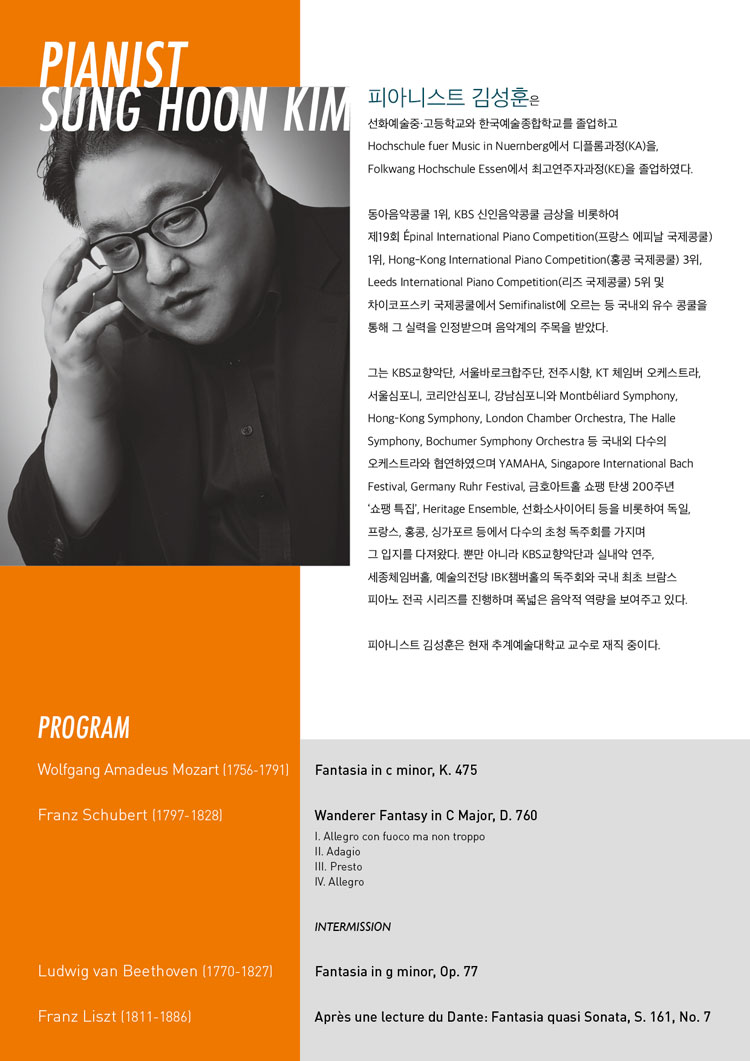 PIANIST
SUNG HOON KIM
피아니스트 김성훈은
선화예술중·고등학교와 한국예술종합학교를 졸업하고
Hochschule fuer Music in Nuernberg에서 디플롬과정(KA)을,
Folkwang Hochschule Essen에서 최고연주자과정(KE)을 졸업하였다.
동아음악콩쿨 1위, KBS 신인음악콩쿨 금상을 비롯하여
제19회 Épinal International Piano Competition(프랑스 에피날 국제콩쿨)
1위, Hong-Kong International Piano Competition(홍콩 국제콩쿨) 3위,
Leeds International Piano Competition(리즈 국제콩쿨) 5위 및
차이코프스키 국제콩쿨에서 Semifinalist에 오르는 등 국내외 유수 콩쿨을
통해 그 실력을 인정받으며 음악계의 주목을 받았다.
그는 KBS교향악단, 서울바로크합주단, 전주시향, KT 체임버 오케스트라,
서울심포니, 코리안심포니, 강남심포니와 Montbéliard Symphony,
Hong-Kong Symphony, London Chamber Orchestra, The Halle
Symphony, Bochumer Symphony Orchestra 등 국내외 다수의
오케스트라와 협연하였으며 YAMAHA, Singapore International Bach
Festival, Germany Ruhr Festival, 금호아트홀 쇼팽 탄생 200주년
‘쇼팽 특집’, Heritage Ensemble, 선화소사이어티 등을 비롯하여 독일,
프랑스, 홍콩, 싱가포르 등에서 다수의 초청 독주회를 가지며
그 입지를 다져왔다. 뿐만 아니라 KBS교향악단과 실내악 연주,
세종체임버홀, 예술의전당 IBK챔버홀의 독주회와 국내 최초 브람스
피아노 전곡 시리즈를 진행하며 폭넓은 음악적 역량을 보여주고 있다.
피아니스트 김성훈은 현재 추계예술대학교 교수로 재직 중이다.
PROGRAM
Wolfgang Amadeus Mozart (1756-1791) Fantasia in c minor, K. 475
Franz Schubert (1797-1828) Wanderer Fantasy in C Major, D. 760
I. Allegro con fuoco ma non troppo
II. Adagio
III. Presto
IV. Allegro
INTERMISSION
Ludwig van Beethoven (1770-1827) Fantasia in g minor, Op. 77
Franz Liszt (1811-1886) Après une lecture du Dante: Fantasia quasi Sonata, S. 161, No. 7